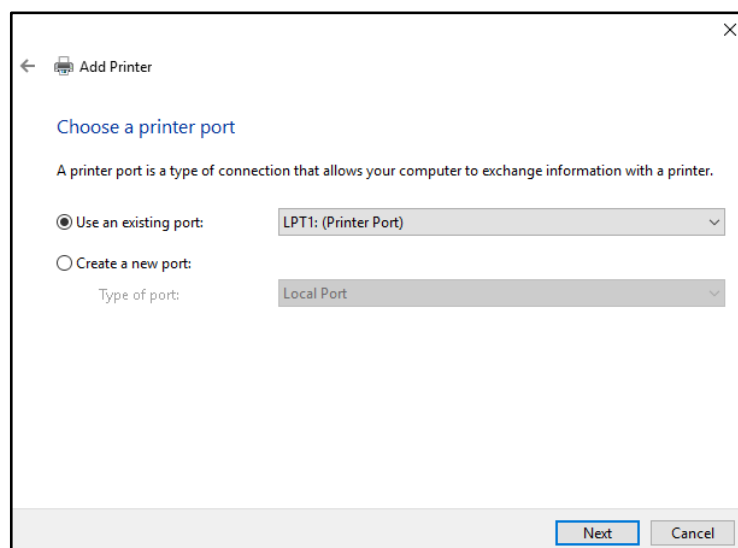 Add Printer
Choose a printer port
A printer port is a type of connection that allows your computer to exchange information with a printer.
Use an existing port: LPT1: (Printer Port)
Create a new port:
Type of port: Local Port
Next Cancel